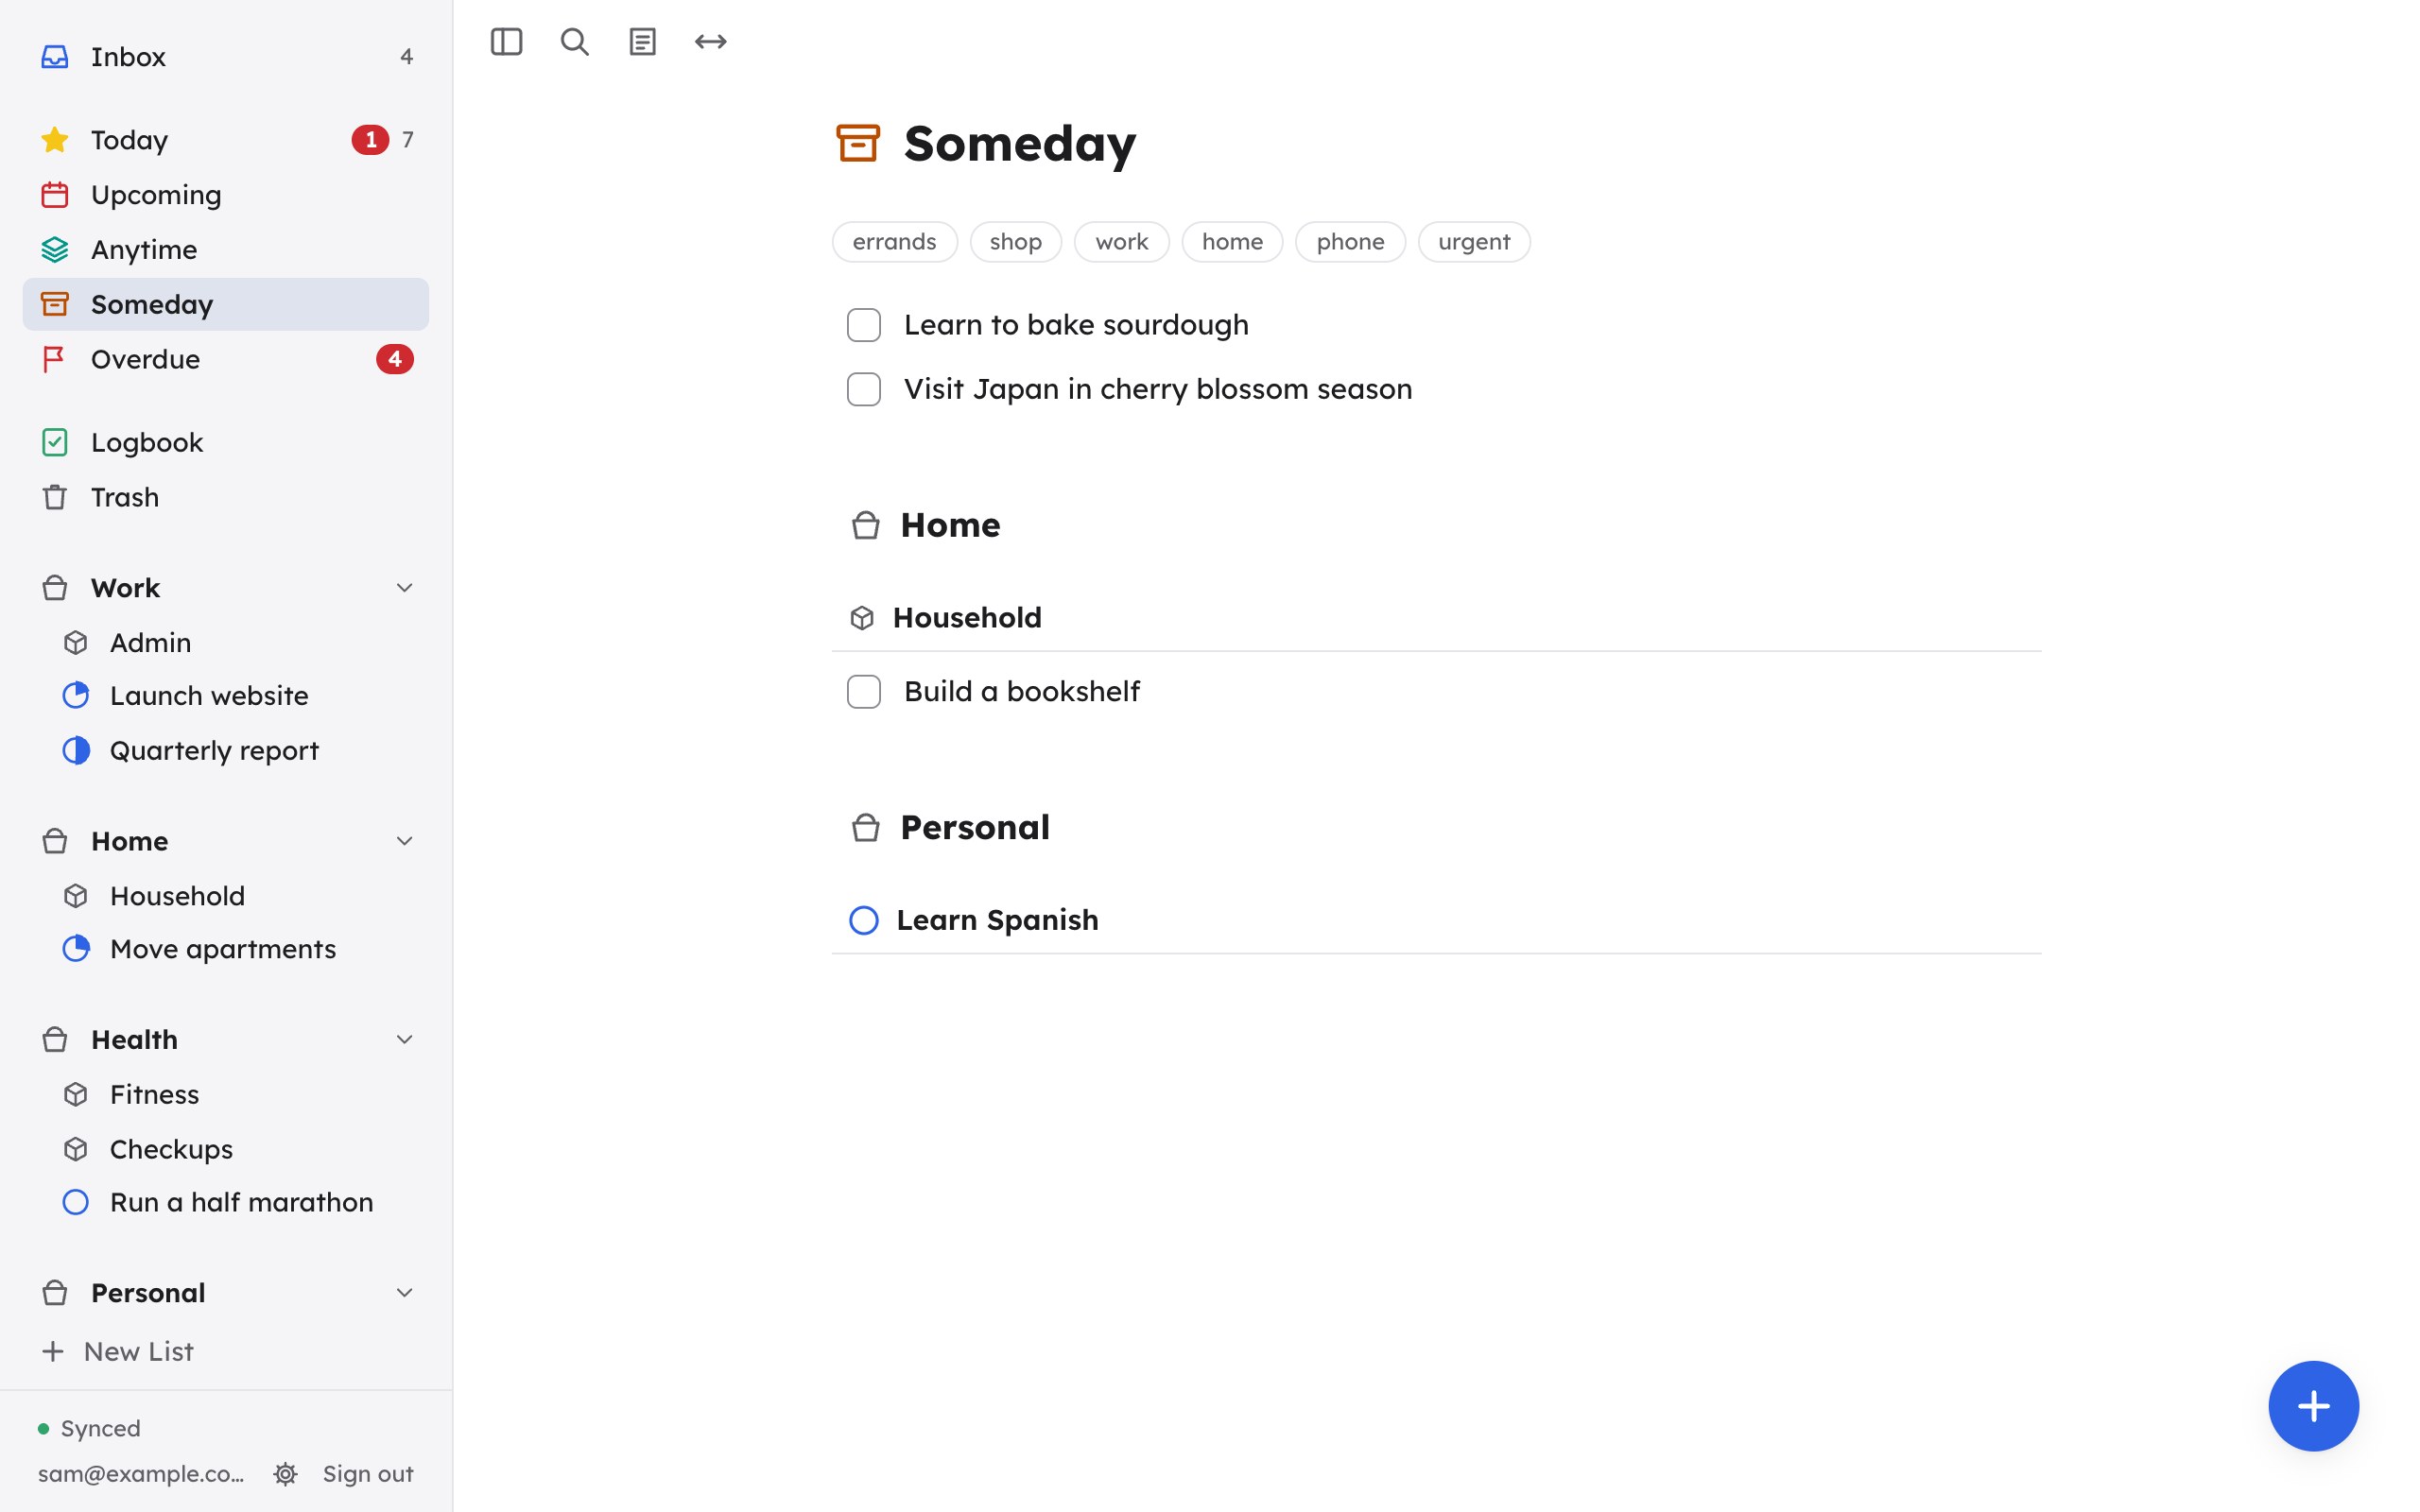 Inbox 4
Today 1 7
Upcoming
Anytime
Someday
Overdue 4
Logbook
Trash
Work
Admin
Launch website
Quarterly report
Home
Household
Move apartments
Health
Fitness
Checkups
Run a half marathon
Personal
New List
Synced
sam@example.co... Sign out
Someday
errands shop work home phone urgent
Learn to bake sourdough
Visit Japan in cherry blossom season
Home
Household
Build a bookshelf
Personal
Learn Spanish